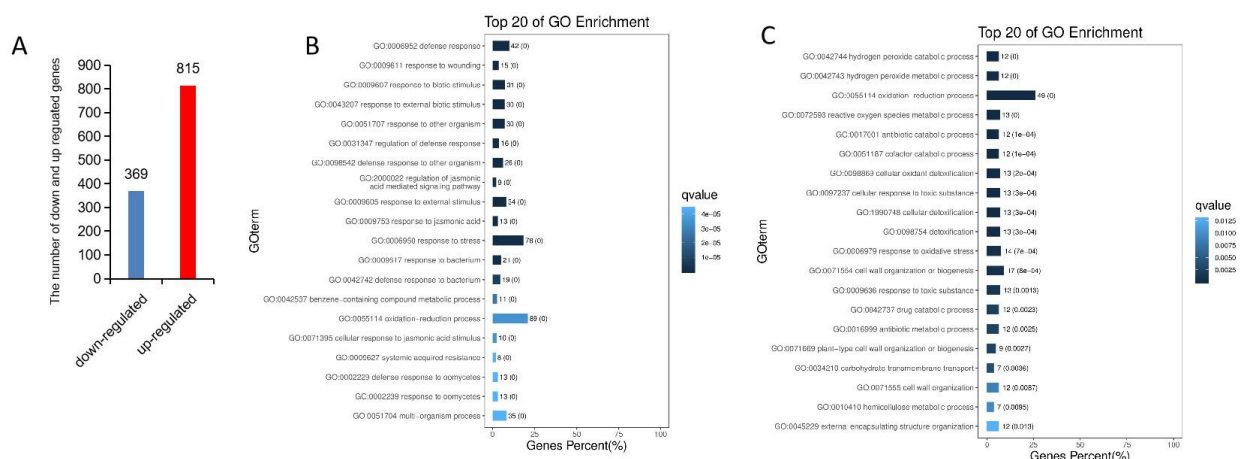 A
The number of down and up reguated genes
900
800
700
600
500
400
300
200
100
0
369
815
down-regulated
up-regulated
B
Top 20 of GO Enrichment
GOterm
GO:0006952 defense response 42 (0)
GO:0009611 response to wounding 15 (0)
GO:0009607 response to biotic stimulus 31 (0)
GO:0043207 response to external biotic stimulus 30 (0)
GO:0051707 response to other organism 30 (0)
GO:0031347 regulation of defense response 16 (0)
GO:0098542 defense response to other organism 26 (0)
GO:2000022 regulation of jasmonic
acid mediated signaling pathway 9 (0)
GO:0009605 response to external stimulus 34 (0)
GO:0009753 response to jasmonic acid 13 (0)
GO:0006950 response to stress 78 (0)
GO:0009617 response to bacterium 21 (0)
GO:0042742 defense response to bacterium 19 (0)
GO:0042537 benzene-containing compound metabolic process 11 (0)
GO:0055114 oxidation-reduction process 89 (0)
GO:0071395 cellular response to jasmonic acid stimulus 10 (0)
GO:0009627 systemic acquired resistance 8 (0)
GO:0002229 defense response to oomycetes 13 (0)
GO:0002239 response to oomycetes 13 (0)
GO:0051704 multi-organism process 35 (0)
0 25 50 75 100
Genes Percent(%)
qvalue
4e-05
3e-05
2e-05
1e-05
C
Top 20 of GO Enrichment
GOterm
GO:0042744 hydrogen peroxide catabolic process 12 (0)
GO:0042743 hydrogen peroxide metabolic process 12 (0)
GO:0055114 oxidation-reduction process 49 (0)
GO:0072593 reactive oxygen species metabolic process 13 (0)
GO:0017001 antibiotic catabolic process 12 (1e-04)
GO:0051187 cofactor catabolic process 12 (1e-04)
GO:0098869 cellular oxidant detoxification 13 (2e-04)
GO:0097237 cellular response to toxic substance 13 (3e-04)
GO:1990748 cellular detoxification 13 (3e-04)
GO:0098754 detoxification 13 (3e-04)
GO:0006979 response to oxidative stress 14 (7e-04)
GO:0071554 cell wall organization or biogenesis 17 (8e-04)
GO:0009636 response to toxic substance 13 (0.0013)
GO:0042737 drug catabolic process 12 (0.0023)
GO:0016999 antibiotic metabolic process 12 (0.0025)
GO:0071669 plant-type cell wall organization or biogenesis 9 (0.0027)
GO:0034219 carbohydrate transmembrane transport 7 (0.0036)
GO:0071555 cell wall organization 12 (0.0087)
GO:0010410 hemicellulose metabolic process 7 (0.0095)
GO:0045229 external encapsulating structure organization 12 (0.013)
0 25 50 75 100
Genes Percent(%)
qvalue
0.0125
0.0100
0.0075
0.0050
0.0025